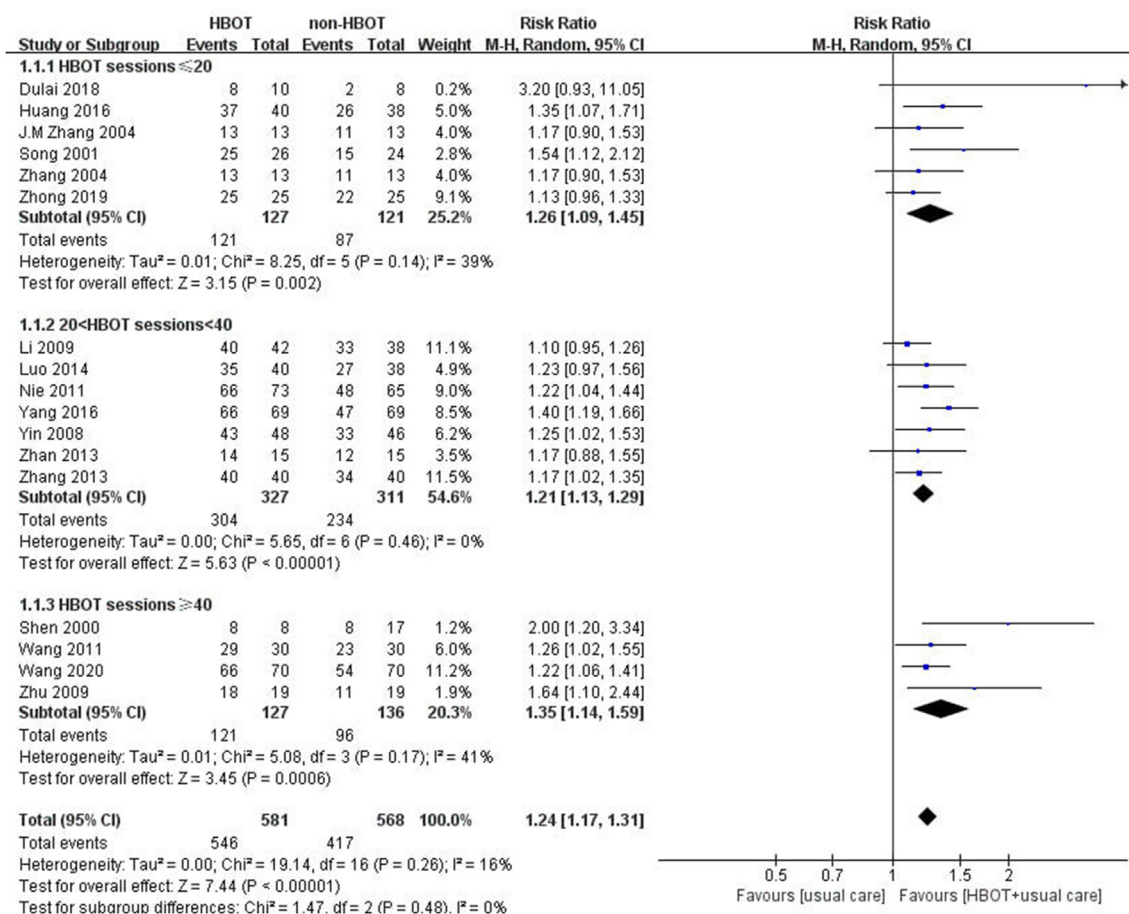 HBOT non-HBOT Risk Ratio Risk Ratio
Study or Subgroup Events Total Events Total Weight M-H, Random, 95% CI M-H, Random, 95% CI
1.1.1 HBOT sessions ≤20
Dulai 2018 8 10 2 8 0.2% 3.20 [0.93, 11.05]
Huang 2016 37 40 26 38 5.0% 1.35 [1.07, 1.71]
J.M Zhang 2004 13 13 11 13 4.0% 1.17 [0.90, 1.53]
Song 2001 25 26 15 24 2.8% 1.54 [1.12, 2.12]
Zhang 2004 13 13 11 13 4.0% 1.17 [0.90, 1.53]
Zhong 2019 25 25 22 25 9.1% 1.13 [0.96, 1.33]
Subtotal (95% CI) 127 121 25.2% 1.26 [1.09, 1.45]
Total events 121 87
Heterogeneity: Tau² = 0.01; Chi² = 8.25, df = 5 (P = 0.14); I² = 39%
Test for overall effect: Z = 3.15 (P = 0.002)
1.1.2 20<HBOT sessions<40
Li 2009 40 42 33 38 11.1% 1.10 [0.95, 1.26]
Luo 2014 35 40 27 38 4.9% 1.23 [0.97, 1.56]
Nie 2011 66 73 48 65 9.0% 1.22 [1.04, 1.44]
Yang 2016 66 69 47 69 8.5% 1.40 [1.19, 1.66]
Yin 2008 43 48 33 46 6.2% 1.25 [1.02, 1.53]
Zhan 2013 14 15 12 15 3.5% 1.17 [0.88, 1.55]
Zhang 2013 40 40 34 40 11.5% 1.17 [1.02, 1.35]
Subtotal (95% CI) 327 311 54.6% 1.21 [1.13, 1.29]
Total events 304 234
Heterogeneity: Tau² = 0.00; Chi² = 5.65, df = 6 (P = 0.46); I² = 0%
Test for overall effect: Z = 5.63 (P < 0.00001)
1.1.3 HBOT sessions ≥40
Shen 2000 8 8 8 17 1.2% 2.00 [1.20, 3.34]
Wang 2011 29 30 23 30 6.0% 1.26 [1.02, 1.55]
Wang 2020 66 70 54 70 11.2% 1.22 [1.06, 1.41]
Zhu 2009 18 19 11 19 1.9% 1.64 [1.10, 2.44]
Subtotal (95% CI) 127 136 20.3% 1.35 [1.14, 1.59]
Total events 121 96
Heterogeneity: Tau² = 0.01; Chi² = 5.08, df = 3 (P = 0.17); I² = 41%
Test for overall effect: Z = 3.45 (P = 0.0006)
Total (95% CI) 581 568 100.0% 1.24 [1.17, 1.31]
Total events 546 417
Heterogeneity: Tau² = 0.00; Chi² = 19.14, df = 16 (P = 0.26); I² = 16%
Test for overall effect: Z = 7.44 (P < 0.00001)
Test for subgroup differences: Chi² = 1.47, df = 2 (P = 0.48), I² = 0%
0.5 0.7 1 1.5 2
Favours [usual care] Favours [HBOT+usual care]